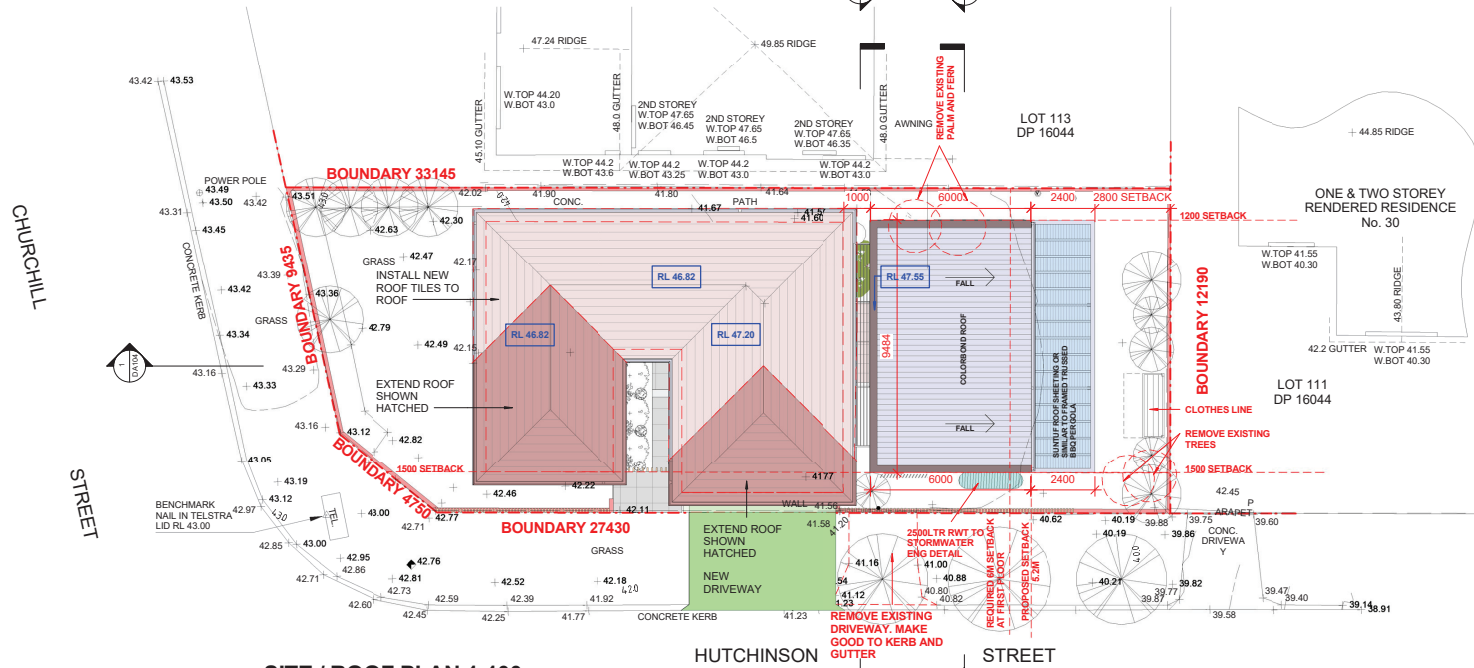 47.24 RIDGE
49.85 RIDGE
43.42
43.53
45.10 GUTTER
W.TOP 44.20
W.BOT 43.0
48.0 GUTTER
2ND STOREY
W.TOP 47.65
W.BOT 46.45
2ND STOREY
W.TOP 47.65
W.BOT 46.5
2ND STOREY
W.TOP 47.65
W.BOT 46.35
48.0 GUTTER
AWNING
REMOVE EXISTING
PALM AND FERN
LOT 113
DP 16044
44.85 RIDGE
W.TOP 44.2
W.BOT 43.6
W.TOP 44.2
W.BOT 43.25
W.TOP 44.2
W.BOT 43.0
W.TOP 44.2
W.BOT 43.0
BOUNDARY 33145
POWER POLE
43.49
43.50
43.42
43.51
43.0
42.02
42.0
41.90
41.80
41.64
CONC.
PATH
41.67
41.60
1000
6000
2400
2800 SETBACK
1200 SETBACK
ONE & TWO STOREY
RENDERED RESIDENCE
No. 30
W.TOP 41.55
W.BOT 40.30
43.80 RIDGE
42.2 GUTTER
W.TOP 41.55
W.BOT 40.30
CHURCHILL
STREET
43.31
43.45
CONCRETE KERB
42.63
42.30
42.47
GRASS
42.17
INSTALL NEW
ROOF TILES TO
ROOF
RL 46.82
RL 47.55
FALL
43.39
43.42
43.36
BOUNDARY 9435
GRASS
43.34
42.79
42.49
42.15
RL 46.82
RL 47.20
9484
COLORBOND ROOF
SUNTUF ROOF SHEETING OR
SIMILAR TO FRAMED TRUSSED
BBQ PERGOLA
BOUNDARY 12190
1
DA104
43.16
43.33
43.29
EXTEND ROOF
SHOWN
HATCHED
LOT 111
DP 16044
CLOTHES LINE
REMOVE EXISTING
TREES
43.16
43.12
42.82
FALL
BOUNDARY 4750
1500 SETBACK
1500 SETBACK
43.05
43.19
43.12
42.97
43.0
BENCHMARK
NAIL IN TELSTRA
LID RL 43.00
TEL
43.00
42.46
42.22
4177
6000
2400
42.45
42.77
42.71
42.11
BOUNDARY 27430
WALL
41.56
41.58
41.20
40.62
40.19
40.19
39.88
39.86
39.75
P
ARAPET
39.60
CONC.
DRIVEWA
Y
42.85
43.00
42.95
42.86
42.71
42.73
42.81
42.76
GRASS
42.52
42.18
42.0
EXTEND ROOF
SHOWN
HATCHED
NEW
DRIVEWAY
2500LTR RWT TO
STORMWATER
ENG DETAIL
REQUIRED 6M SETBACK
AT FIRST FLOOR
PROPOSED SETBACK
5.2M
41.16
41.00
40.88
40.0
40.21
.54
41.12
1.23
40.80
40.82
39.82
39.77
39.87
39.47
39.40
39.14
38.91
39.58
42.60
42.45
42.59
42.25
42.39
41.77
41.92
CONCRETE KERB
41.23
REMOVE EXISTING
DRIVEWAY. MAKE
GOOD TO KERB AND
GUTTER
HUTCHINSON
STREET